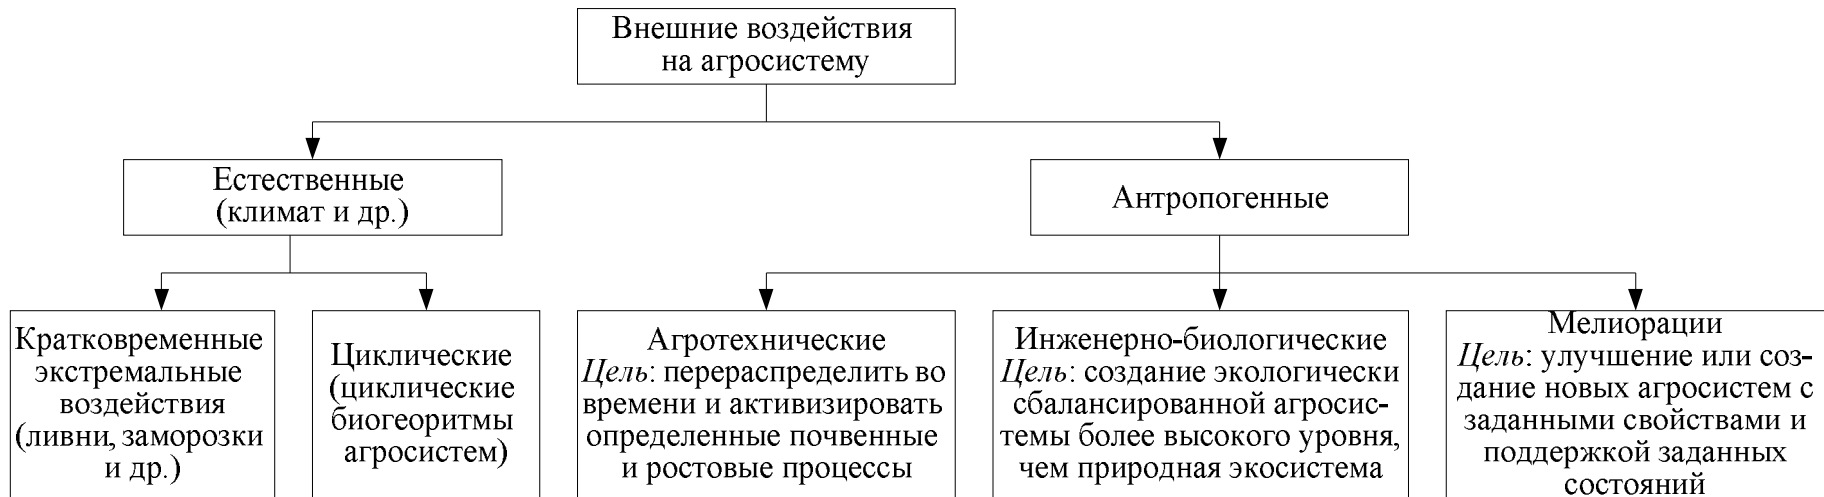 Внешние воздействия
на агросистему
Естественные
(климат и др.)
Антропогенные
Кратковременные
экстремальные
воздействия
(ливни, заморозки
и др.)
Циклические
(циклические
биогеоритмы
агросистем)
Агротехнические
Цель: перераспределить во
времени и активизировать
определенные почвенные
и ростовые процессы
Инженерно-биологические
Цель: создание экологически
сбалансированной агросис-
темы более высокого уровня,
чем природная экосистема
Мелиорации
Цель: улучшение или соз-
дание новых агросистем с
заданными свойствами и
поддержкой заданных
состояний